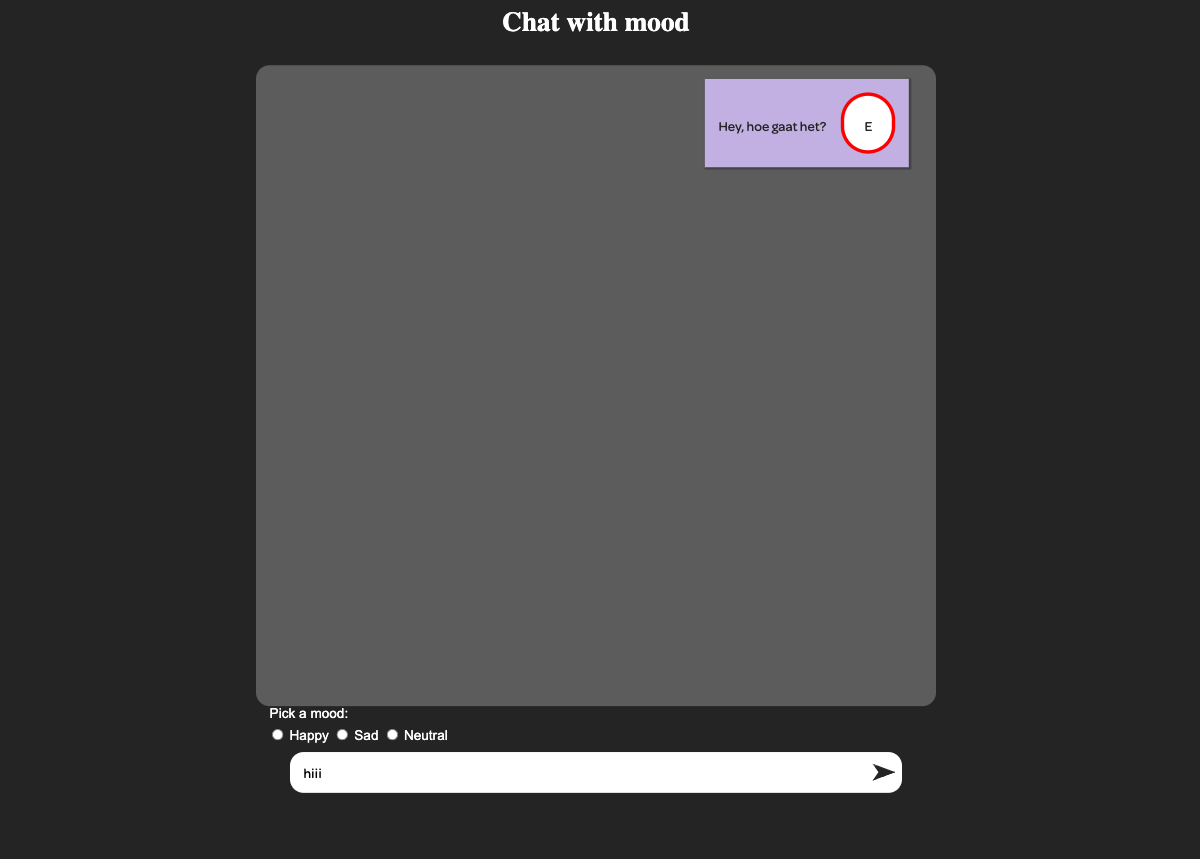 Chat with mood
Hey, hoe gaat het? E
Pick a mood:
Happy Sad Neutral
hiii